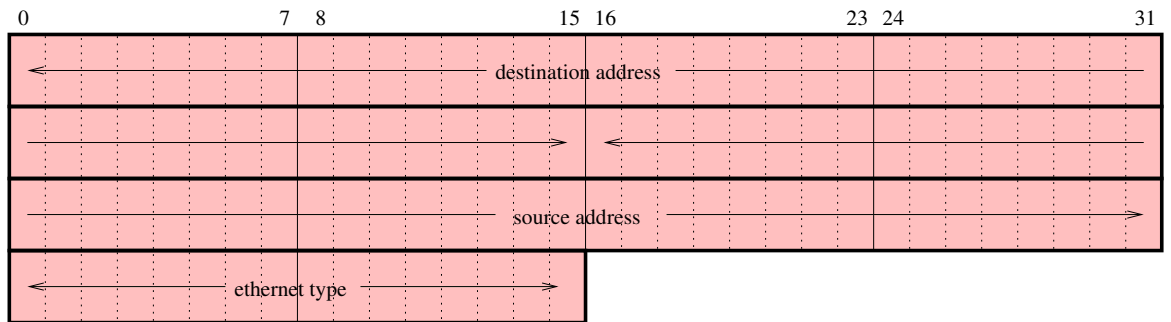 0 7 8 15 16 23 24 31
destination address
source address
ethernet type